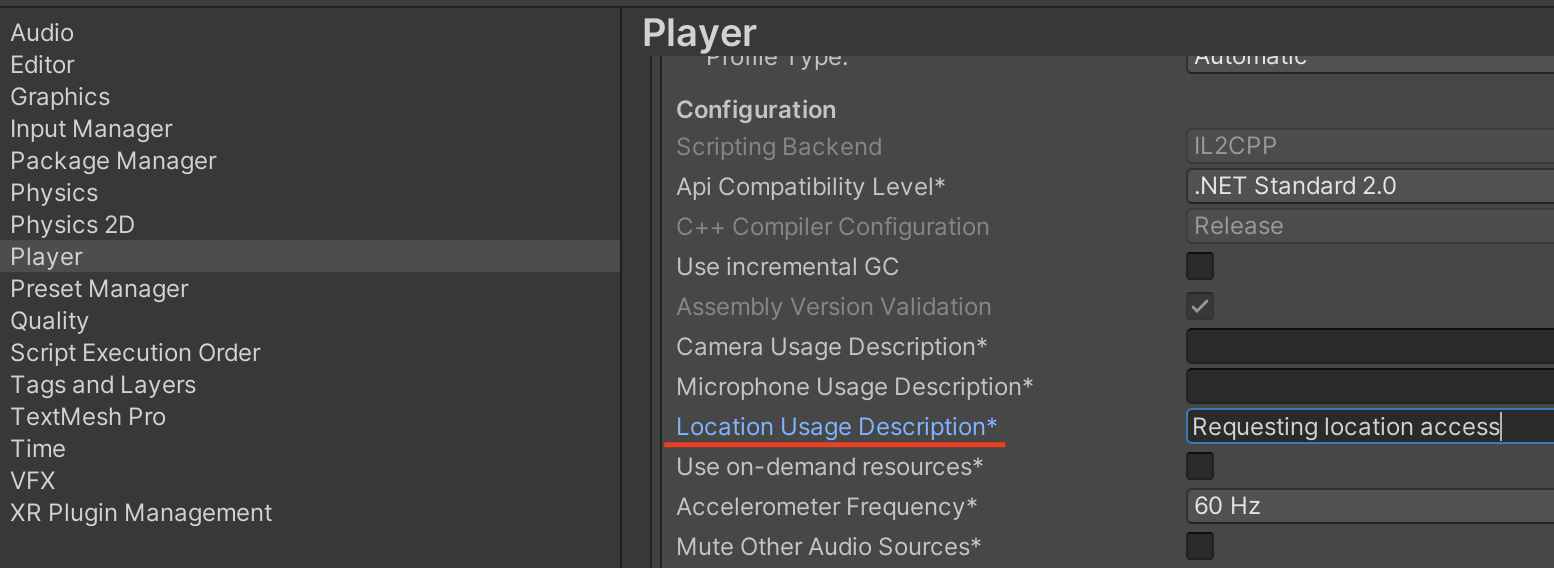 Audio
Editor
Graphics
Input Manager
Package Manager
Physics
Physics 2D
Player
Preset Manager
Quality
Script Execution Order
Tags and Layers
TextMesh Pro
Time
VFX
XR Plugin Management
Player
Profile Type: Automatic
Configuration
Scripting Backend IL2CPP
Api Compatibility Level* .NET Standard 2.0
C++ Compiler Configuration Release
Use incremental GC
Assembly Version Validation
Camera Usage Description*
Microphone Usage Description*
Location Usage Description* Requesting location access
Use on-demand resources*
Accelerometer Frequency* 60 Hz
Mute Other Audio Sources*